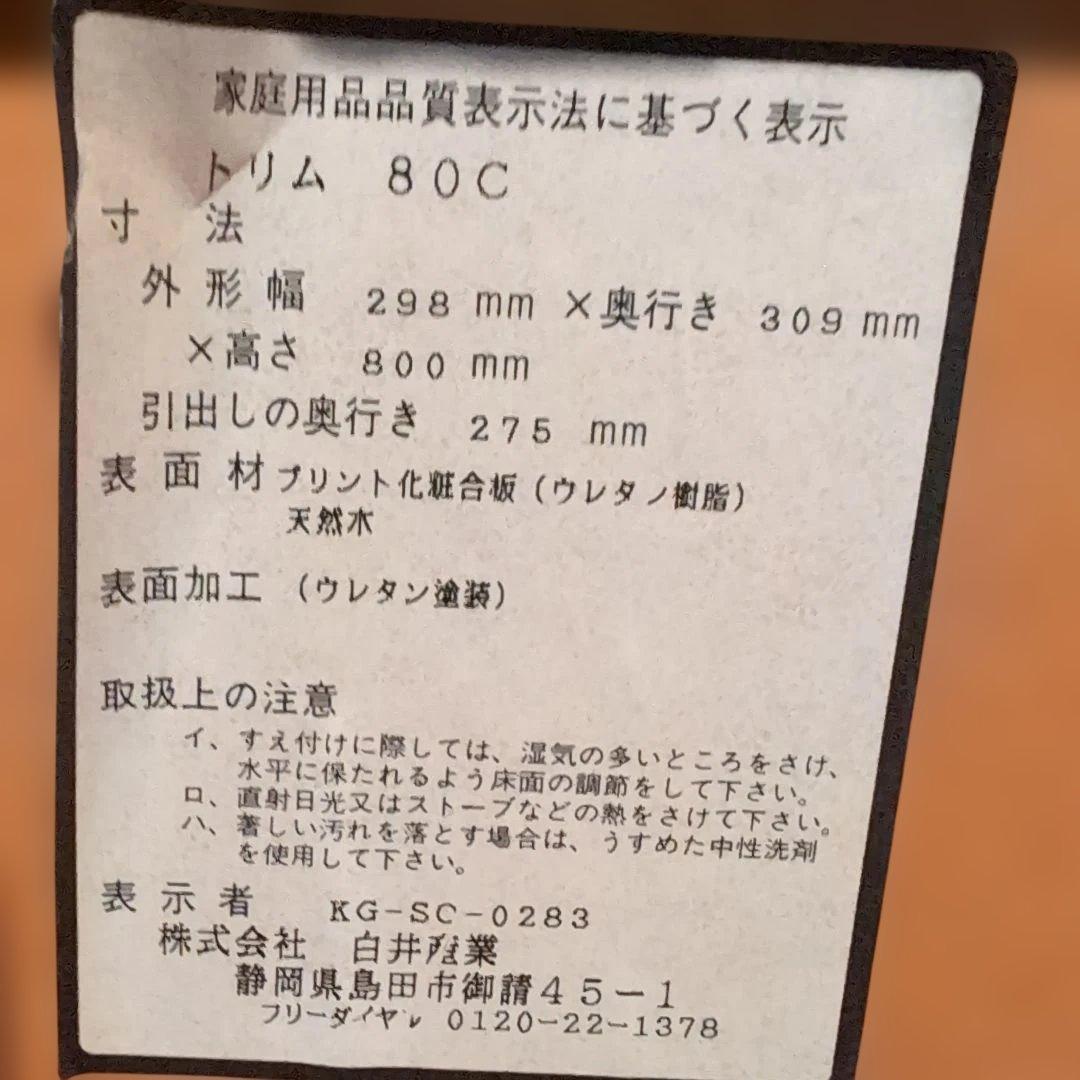 家庭用品品質表示法に基づく表示
トリム 80C
寸法
外形幅 298 mm ×奥行き 309 mm
×高さ 800 mm
引出しの奥行き 275 mm
表面材 プリント化粧合板（ウレタン樹脂）
天然木
表面加工 （ウレタン塗装）
取扱上の注意
イ、すえ付けに際しては、湿気の多いところをさけ、
水平に保たれるよう床面の調節をして下さい。
ロ、直射日光又はストーブなどの熱をさけて下さい。
ハ、著しい汚れを落とす場合は、うすめた中性洗剤
を使用して下さい。
表示者 KG-SC-0283
株式会社 白井産業
静岡県島田市御請45-1
フリーダイヤル 0120-22-1378